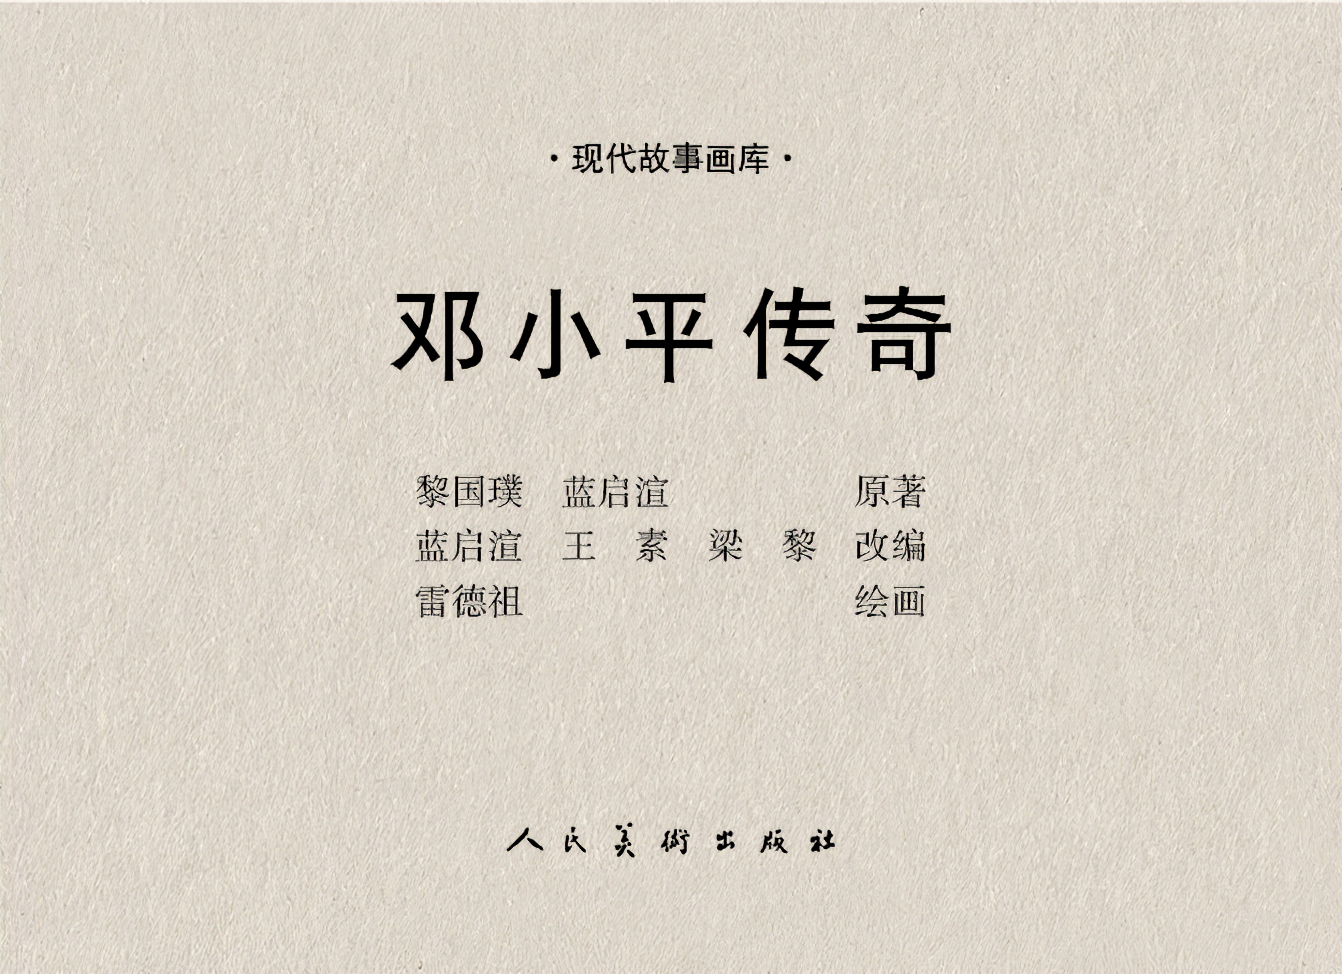 ·现代故事画库·
邓小平传奇
黎国璞 蓝启渲 原著
蓝启渲 王素 梁黎 改编
雷德祖 绘画
人民美術出版社